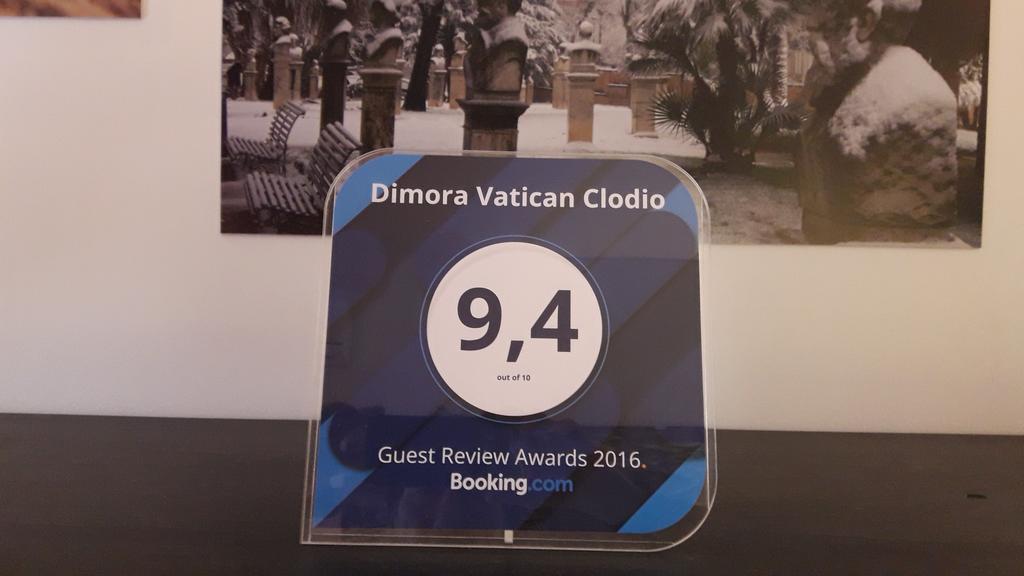 Dimora Vatican Clodio
9,4
out of 10
Guest Review Awards 2016.
Booking.com